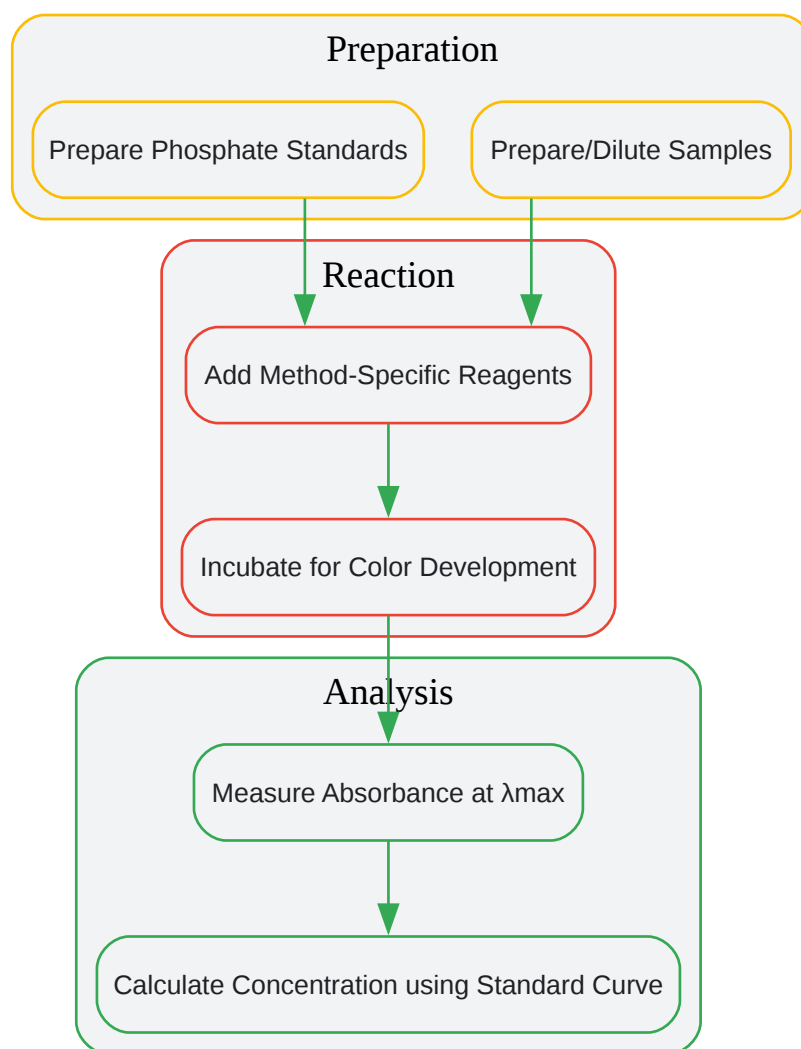 Preparation
Prepare Phosphate Standards
Prepare/Dilute Samples
Reaction
Add Method-Specific Reagents
Incubate for Color Development
Analysis
Measure Absorbance at λmax
Calculate Concentration using Standard Curve